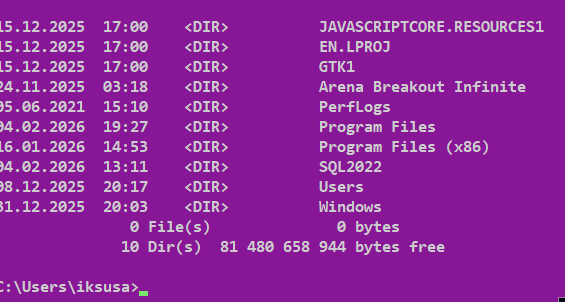 15.12.2025  17:00    <DIR>          JAVASCRIPTCORE.RESOURCES1
15.12.2025  17:00    <DIR>          EN.LPROJ
15.12.2025  17:00    <DIR>          GTK1
24.11.2025  03:18    <DIR>          Arena Breakout Infinite
05.06.2021  15:10    <DIR>          PerfLogs
04.02.2026  19:27    <DIR>          Program Files
16.01.2026  14:53    <DIR>          Program Files (x86)
04.02.2026  13:11    <DIR>          SQL2022
08.12.2025  20:17    <DIR>          Users
31.12.2025  20:03    <DIR>          Windows
0 File(s)              0 bytes
10 Dir(s)  81 480 658 944 bytes free
C:\Users\iksusa>